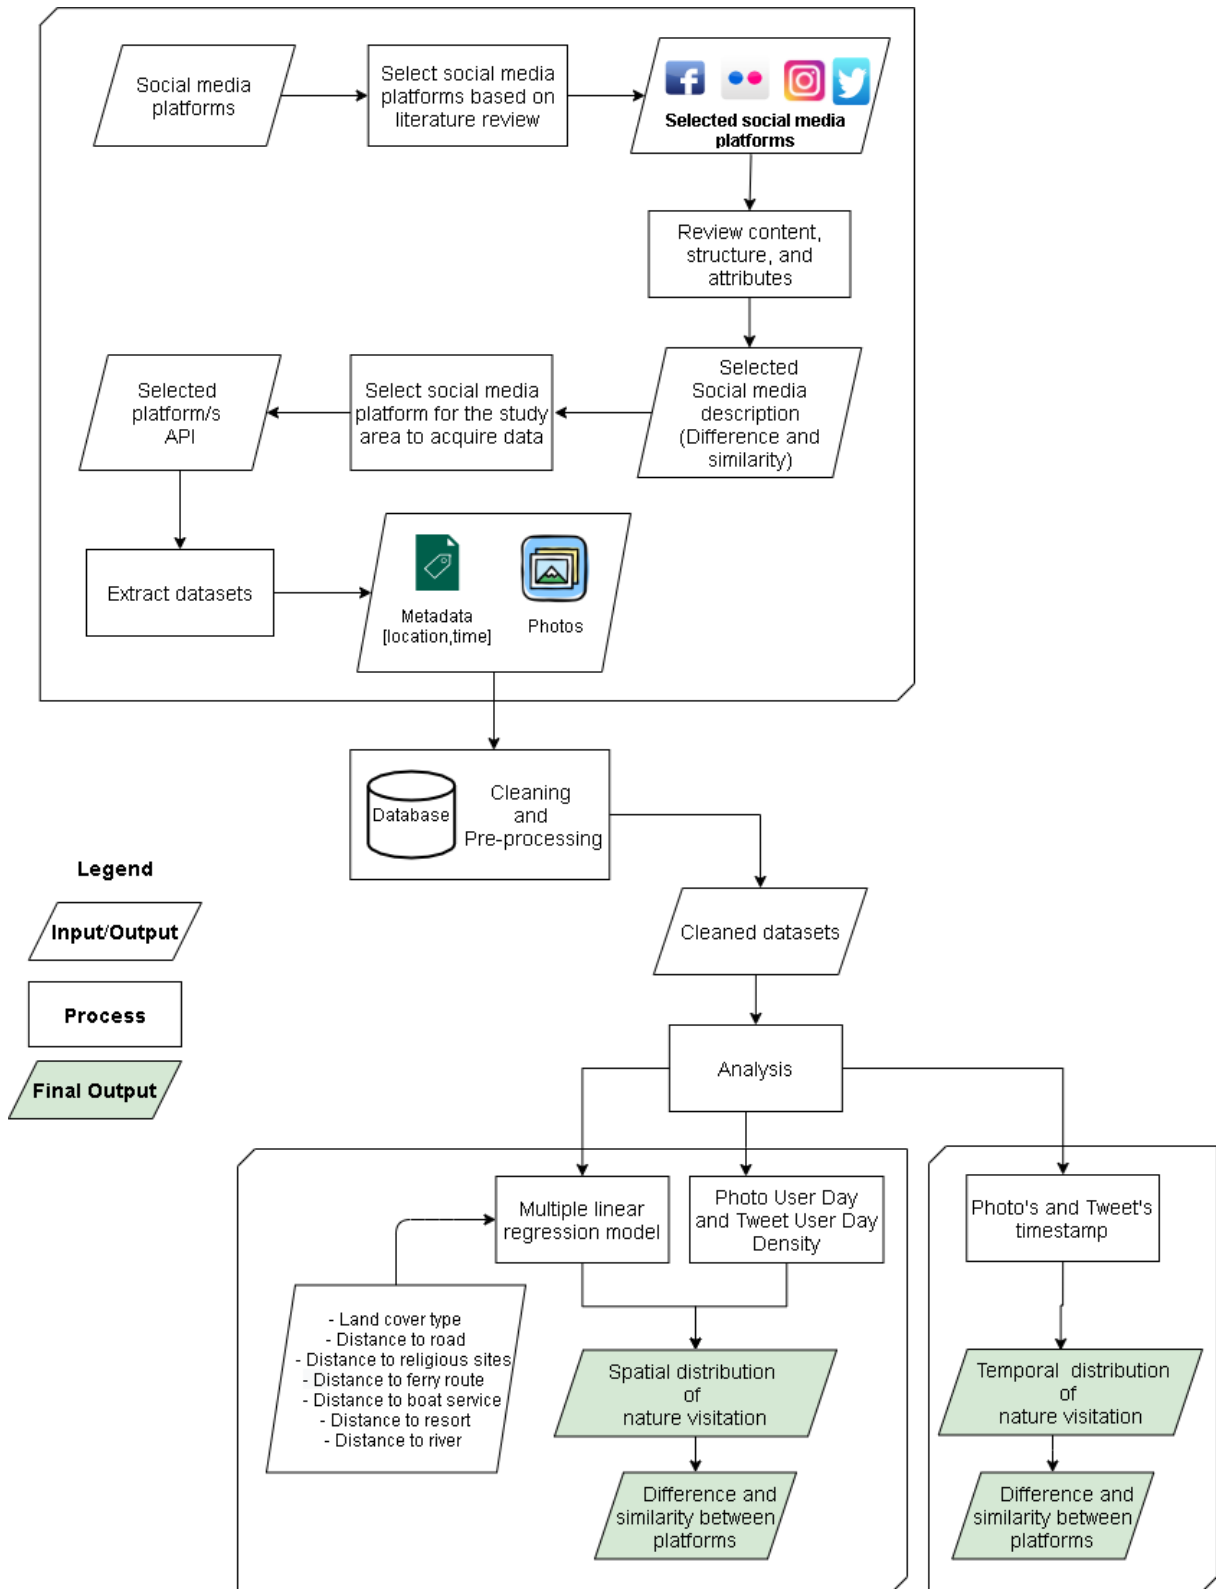 Social media
platforms
Select social media
platforms based on
literature review
Selected social media
platforms
Review content,
structure, and
attributes
Selected
Social media
description
(Difference and
similarity)
Select social media
platform for the study
area to acquire data
Selected
platform/s
API
Extract datasets
Metadata
[location,time]
Photos
Database
Cleaning
and
Pre-processing
Legend
Input/Output
Process
Final Output
Cleaned datasets
Analysis
Multiple linear
regression model
Photo User Day
and Tweet User Day
Density
Photo's and Tweet's
timestamp
- Land cover type
- Distance to road
- Distance to religious sites
- Distance to ferry route
- Distance to boat service
- Distance to resort
- Distance to river
Spatial distribution
of
nature visitation
Temporal distribution
of
nature visitation
Difference and
similarity between
platforms
Difference and
similarity between
platforms